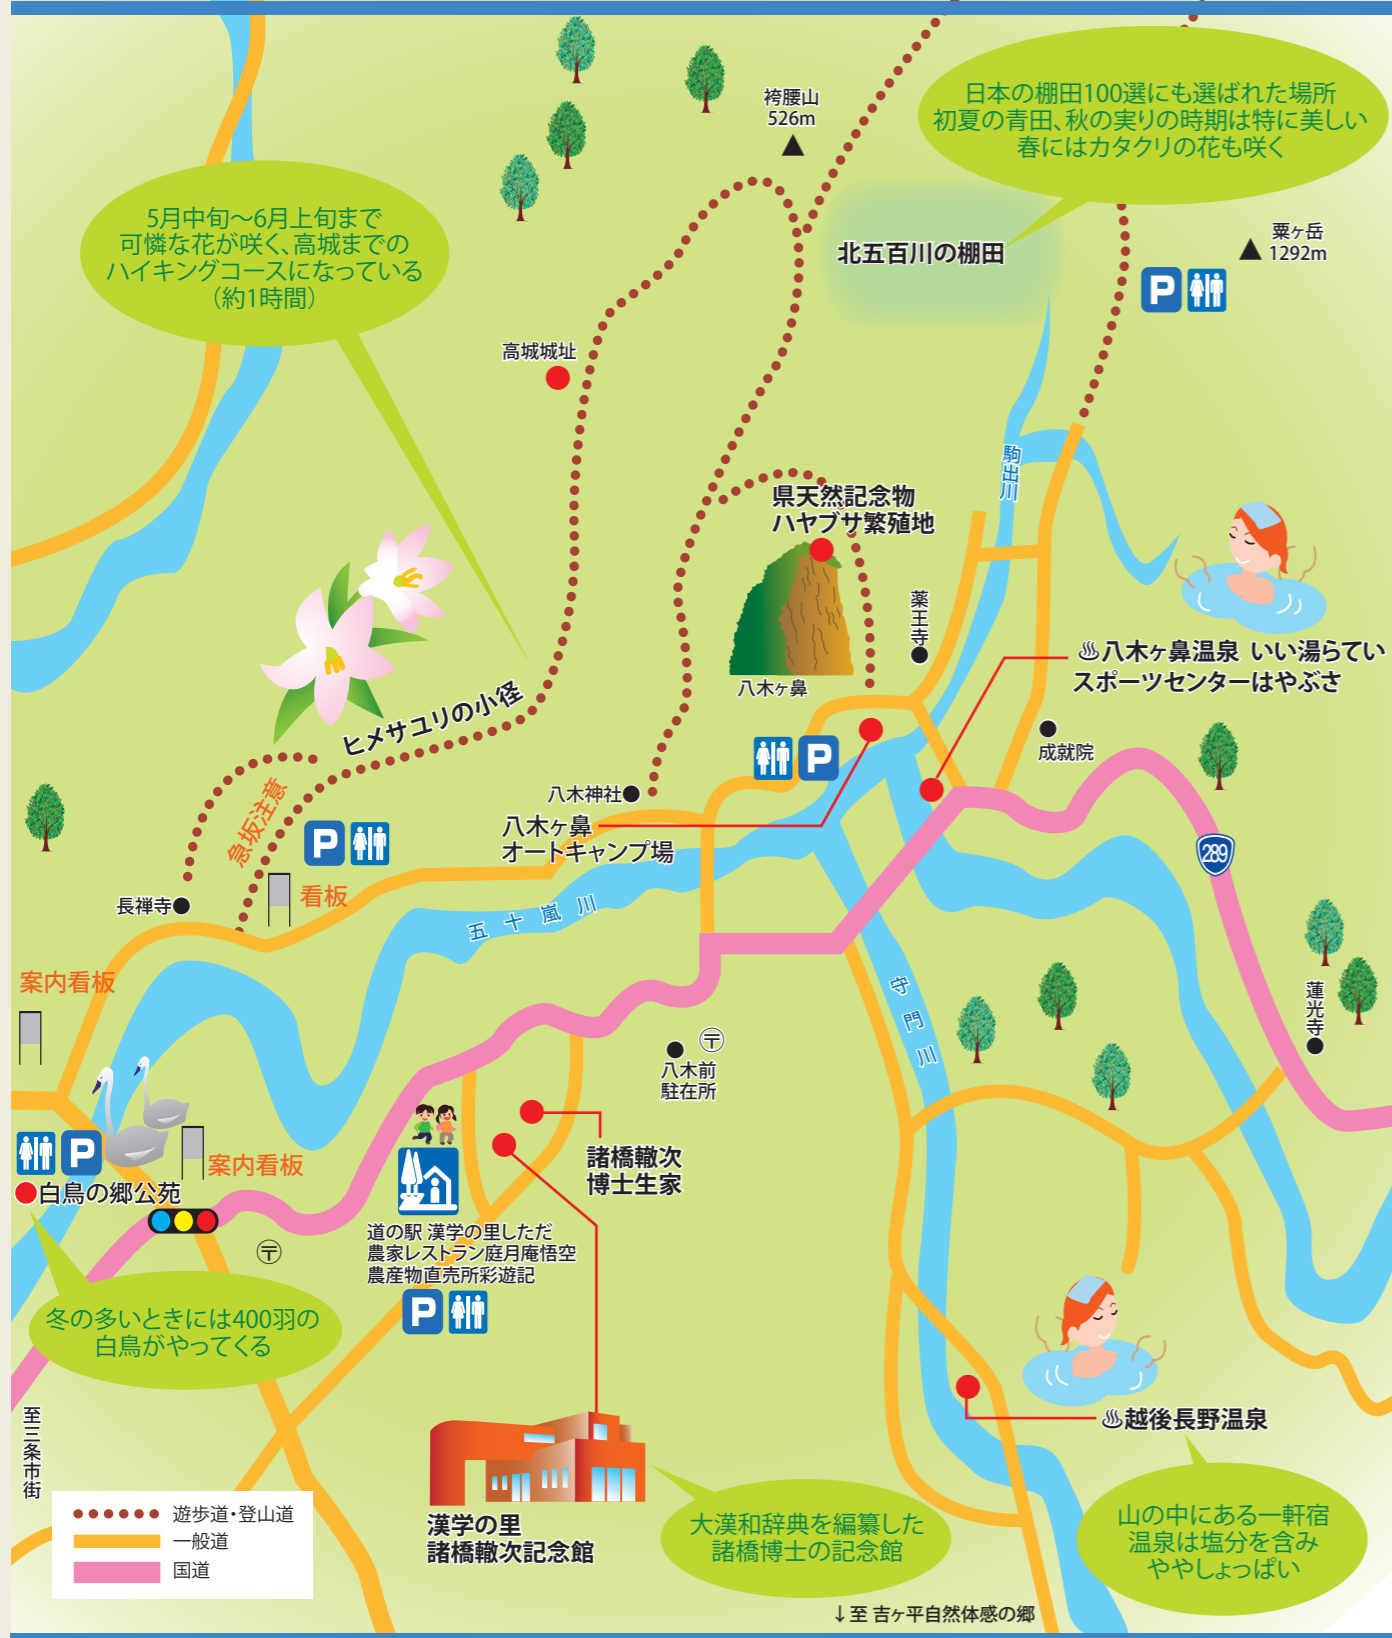 袴腰山
526m
日本の棚田100選にも選ばれた場所
初夏の青田、秋の実りの時期は特に美しい
春にはカタクリの花も咲く
5月中旬～6月上旬まで
可憐な花が咲く、高城までの
ハイキングコースになっている
（約1時間）
北五百川の棚田
粟ヶ岳
1292m
P
高城城址
駒出川
県天然記念物
ハヤブサ繁殖地
薬王寺
八木ヶ鼻
♨八木ヶ鼻温泉 いい湯らてい
スポーツセンターはやぶさ
ヒメサユリの小径
成就院
P
八木神社
急坂注意
八木ヶ鼻
オートキャンプ場
P
289
看板
長禅寺
五十嵐川
案内看板
守門川
蓮光寺
〒
八木前
駐在所
P
案内看板
諸橋轍次
博士生家
白鳥の郷公苑
道の駅 漢学の里しただ
農家レストラン庭月庵悟空
農産物直売所彩遊記
〒
P
冬の多いときには400羽の
白鳥がやってくる
♨越後長野温泉
至三条市街
漢学の里
諸橋轍次記念館
大漢和辞典を編纂した
諸橋博士の記念館
山の中にある一軒宿
温泉は塩分を含み
ややしょっぱい
遊歩道・登山道
一般道
国道
↓至 吉ヶ平自然体感の郷